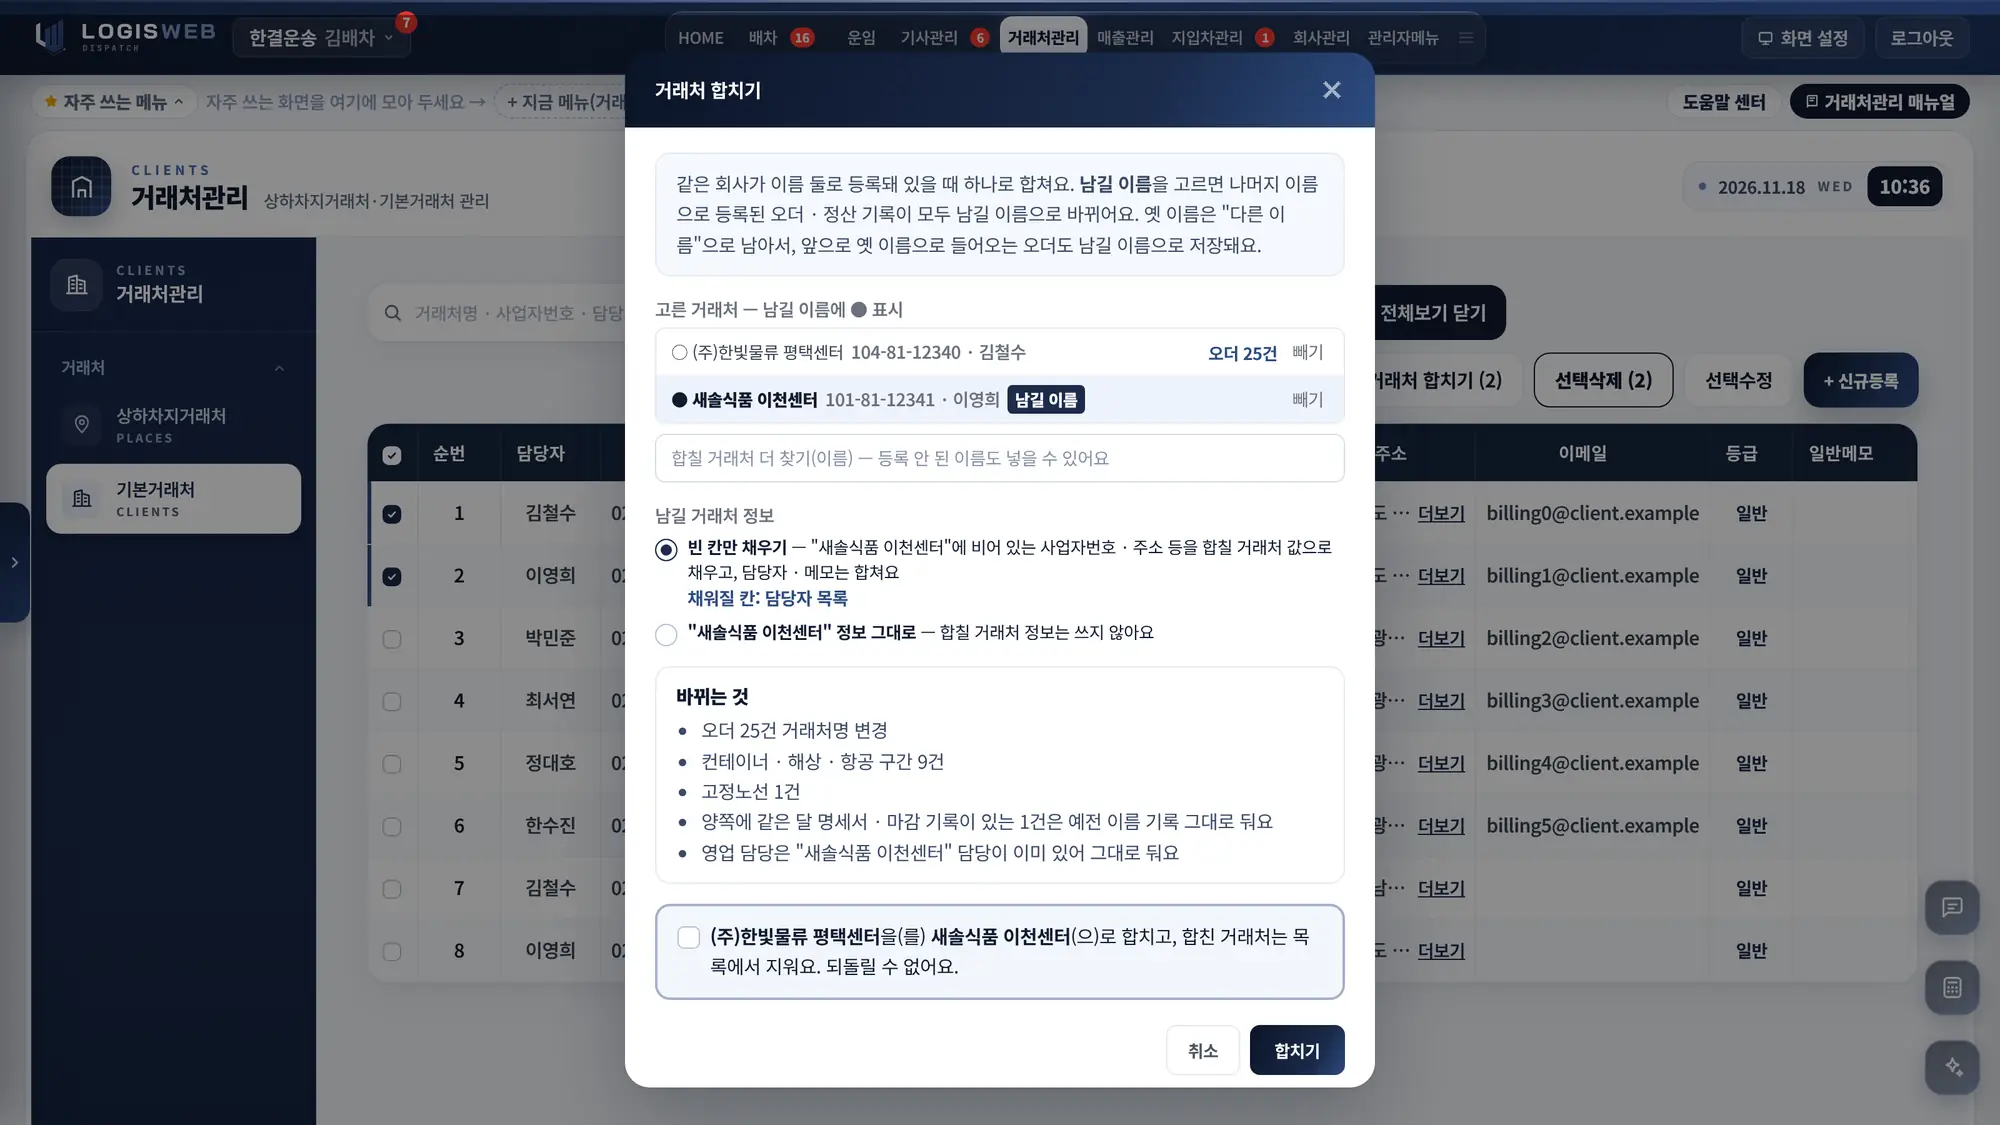 LOGISWEB
DISPATCH
한결운송 김배차
7
HOME
배차 16
운임
기사관리 6
거래처관리
매출관리
지입차관리 1
회사관리
관리자메뉴
화면 설정
로그아웃
자주 쓰는 메뉴
자주 쓰는 화면을 여기에 모아 두세요 →
+ 지금 메뉴(거래
도움말 센터
거래처관리 매뉴얼
CLIENTS
거래처관리 상하차지거래처·기본거래처 관리
2026.11.18 WED 10:36
CLIENTS
거래처관리
거래처
상하차지거래처
PLACES
기본거래처
CLIENTS
거래처명 · 사업자번호 · 담당
전체보기 닫기
거래처 합치기 (2)
선택삭제 (2)
선택수정
+ 신규등록
순번 담당자 주소 이메일 등급 일반메모
1 김철수 02 도 ··· 더보기 billing0@client.example 일반
2 이영희 도 ··· 더보기 billing1@client.example 일반
3 박민준 02 광··· 더보기 billing2@client.example 일반
4 최서연 02 광··· 더보기 billing3@client.example 일반
5 정대호 02 광··· 더보기 billing4@client.example 일반
6 한수진 02 광··· 더보기 billing5@client.example 일반
7 김철수 02 남··· 더보기 일반
8 이영희 02 도 ··· 더보기 일반
거래처 합치기
같은 회사가 이름 둘로 등록돼 있을 때 하나로 합쳐요. 남길 이름을 고르면 나머지 이름
으로 등록된 오더 · 정산 기록이 모두 남길 이름으로 바뀌어요. 옛 이름은 "다른 이
름"으로 남아서, 앞으로 옛 이름으로 들어오는 오더도 남길 이름으로 저장돼요.
고른 거래처 — 남길 이름에 ● 표시
○ (주)한빛물류 평택센터 104-81-12340 · 김철수 오더 25건 빼기
● 새솔식품 이천센터 101-81-12341 · 이영희 남길 이름 빼기
합칠 거래처 더 찾기(이름) — 등록 안 된 이름도 넣을 수 있어요
남길 거래처 정보
빈 칸만 채우기 — "새솔식품 이천센터"에 비어 있는 사업자번호 · 주소 등을 합칠 거래처 값으로
채우고, 담당자 · 메모는 합쳐요
채워질 칸: 담당자 목록
"새솔식품 이천센터" 정보 그대로 — 합칠 거래처 정보는 쓰지 않아요
바뀌는 것
• 오더 25건 거래처명 변경
• 컨테이너 · 해상 · 항공 구간 9건
• 고정노선 1건
• 양쪽에 같은 달 명세서 · 마감 기록이 있는 1건은 예전 이름 기록 그대로 둬요
• 영업 담당은 "새솔식품 이천센터" 담당이 이미 있어 그대로 둬요
(주)한빛물류 평택센터을(를) 새솔식품 이천센터(으)로 합치고, 합친 거래처는 목
록에서 지워요. 되돌릴 수 없어요.
취소
합치기